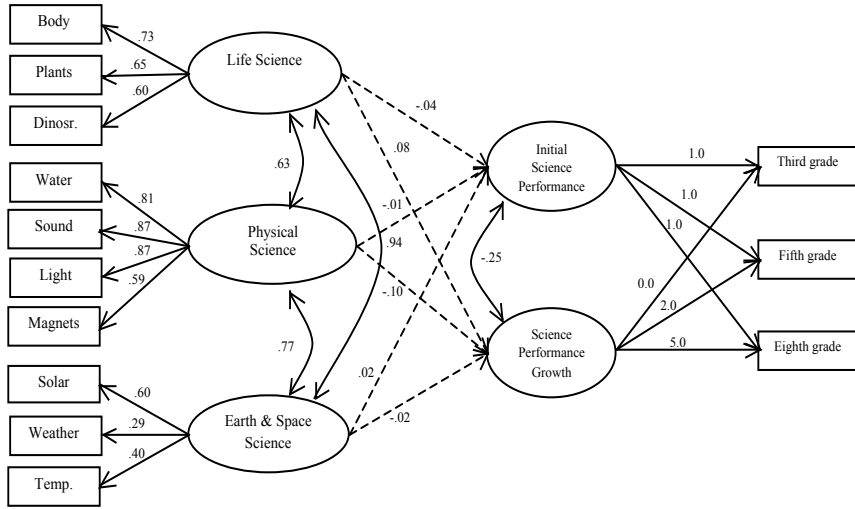 Body
Plants
Dinosr.
Water
Sound
Light
Magnets
Solar
Weather
Temp.
.73
.65
.60
.81
.87
.87
.59
.60
.29
.40
Life Science
Physical
Science
Earth & Space
Science
.63
.77
.94
-.04
.08
-.01
-.10
.02
-.02
Initial
Science
Performance
-.25
Science
Performance
Growth
1.0
1.0
1.0
0.0
2.0
5.0
Third grade
Fifth grade
Eighth grade